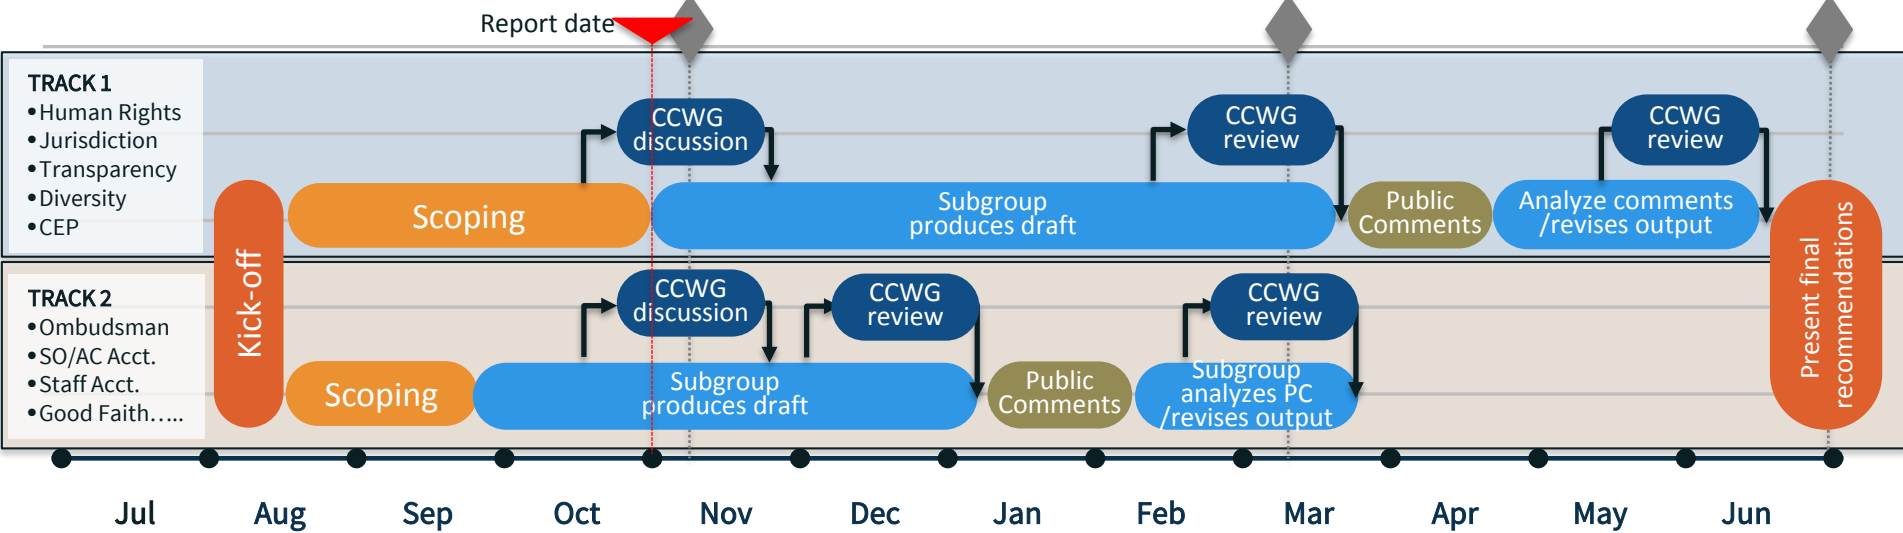 Report date
TRACK 1
•Human Rights
•Jurisdiction
•Transparency
•Diversity
•CEP
CCWG
discussion
CCWG
review
CCWG
review
Scoping
Subgroup
produces draft
Public
Comments
Analyze comments
/revises output
Kick-off
Present final
recommendations
TRACK 2
•Ombudsman
•SO/AC Acct.
•Staff Acct.
•Good Faith…..
CCWG
discussion
CCWG
review
CCWG
review
Scoping
Subgroup
produces draft
Public
Comments
Subgroup
analyzes PC
/revises output
Jul Aug Sep Oct Nov Dec Jan Feb Mar Apr May Jun